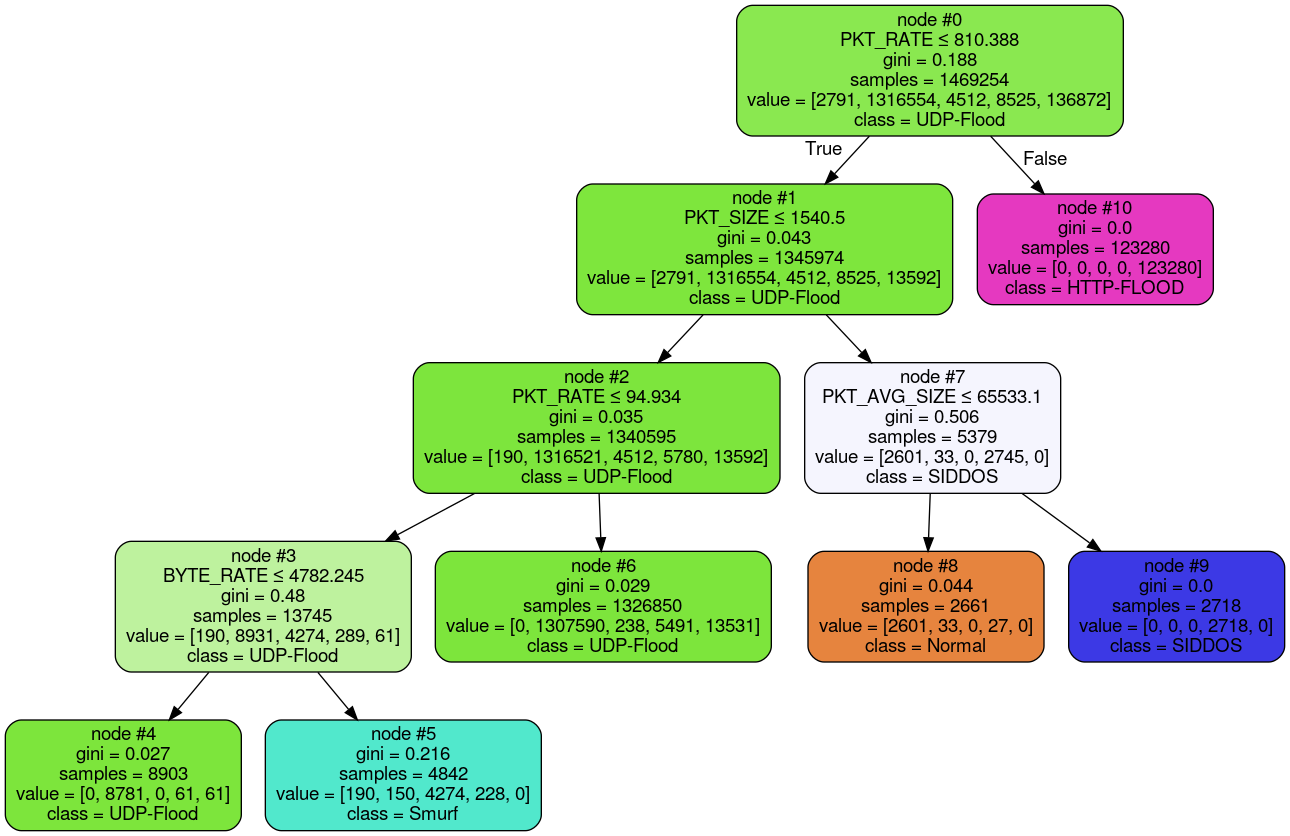 node #0
PKT_RATE ≤ 810.388
gini = 0.188
samples = 1469254
value = [2791, 1316554, 4512, 8525, 136872]
class = UDP-Flood
True
False
node #1
PKT_SIZE ≤ 1540.5
gini = 0.043
samples = 1345974
value = [2791, 1316554, 4512, 8525, 13592]
class = UDP-Flood
node #10
gini = 0.0
samples = 123280
value = [0, 0, 0, 0, 123280]
class = HTTP-FLOOD
node #2
PKT_RATE ≤ 94.934
gini = 0.035
samples = 1340595
value = [190, 1316521, 4512, 5780, 13592]
class = UDP-Flood
node #7
PKT_AVG_SIZE ≤ 65533.1
gini = 0.506
samples = 5379
value = [2601, 33, 0, 2745, 0]
class = SIDDOS
node #3
BYTE_RATE ≤ 4782.245
gini = 0.48
samples = 13745
value = [190, 8931, 4274, 289, 61]
class = UDP-Flood
node #6
gini = 0.029
samples = 1326850
value = [0, 1307590, 238, 5491, 13531]
class = UDP-Flood
node #8
gini = 0.044
samples = 2661
value = [2601, 33, 0, 27, 0]
class = Normal
node #9
gini = 0.0
samples = 2718
value = [0, 0, 0, 2718, 0]
class = SIDDOS
node #4
gini = 0.027
samples = 8903
value = [0, 8781, 0, 61, 61]
class = UDP-Flood
node #5
gini = 0.216
samples = 4842
value = [190, 150, 4274, 228, 0]
class = Smurf